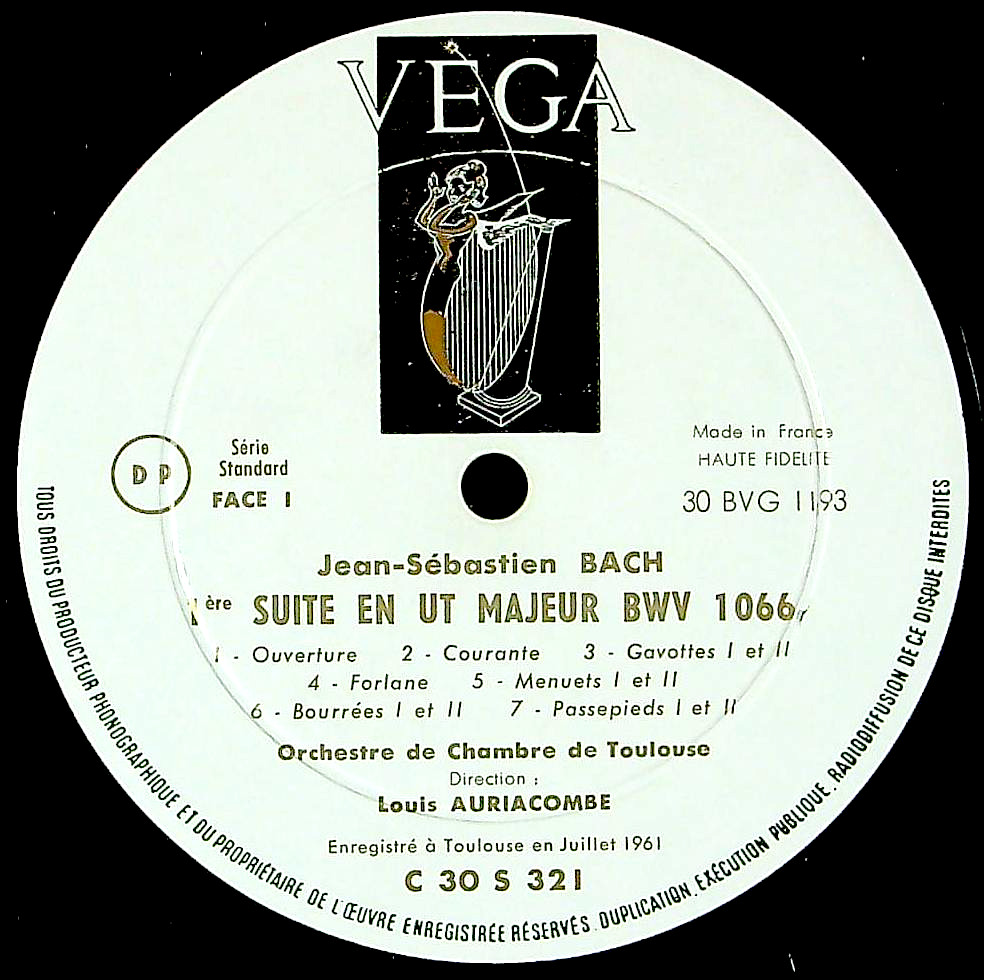 VÉGA
D P
Série
Standard
FACE 1
Made in France
HAUTE FIDELITE
30 BVG 1193
Jean-Sébastien BACH
1ère SUITE EN UT MAJEUR BWV 1066
1 - Ouverture 2 - Courante 3 - Gavottes I et II
4 - Forlane 5 - Menuets I et II
6 - Bourrées I et II 7 - Passepieds I et II
Orchestre de Chambre de Toulouse
Direction :
Louis AURIACOMBE
Enregistré à Toulouse en Juillet 1961
C 30 S 321
TOUS DROITS DU PRODUCTEUR PHONOGRAPHIQUE ET DU PROPRIÉTAIRE DE L'ŒUVRE ENREGISTRÉE RÉSERVÉS. DUPLICATION. EXÉCUTION PUBLIQUE. RADIODIFFUSION DE CE DISQUE INTERDITES